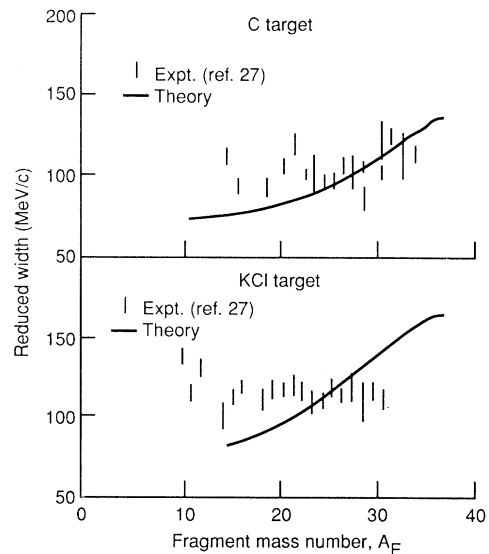 200
C target
Expt. (ref. 27)
Theory
150
100
50
KCl target
Expt. (ref. 27)
Theory
150
100
50
Reduced width (MeV/c)
0
10
20
30
40
Fragment mass number, A_F